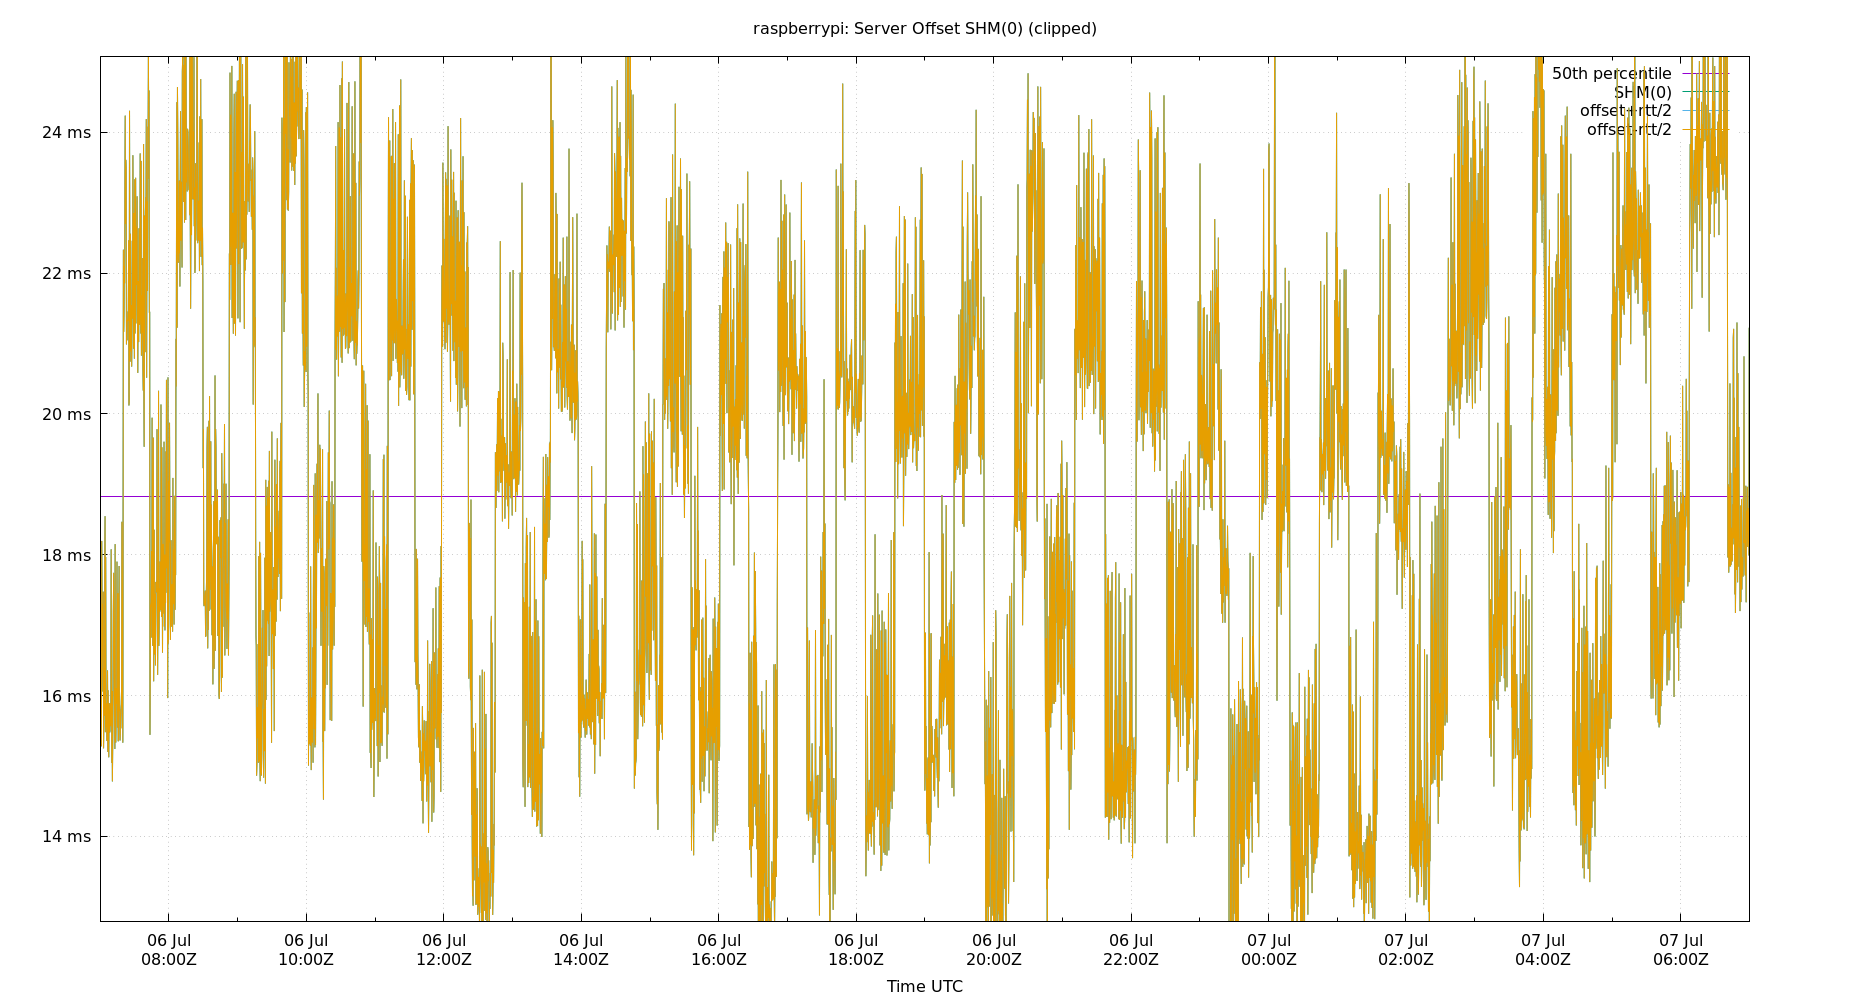 raspberrypi: Server Offset SHM(0) (clipped)
50th percentile
SHM(0)
offset+rtt/2
offset-rtt/2
24 ms
22 ms
20 ms
18 ms
16 ms
14 ms
06 Jul 06 Jul 06 Jul 06 Jul 06 Jul 06 Jul 06 Jul 06 Jul 07 Jul 07 Jul 07 Jul 07 Jul
08:00Z 10:00Z 12:00Z 14:00Z 16:00Z 18:00Z 20:00Z 22:00Z 00:00Z 02:00Z 04:00Z 06:00Z
Time UTC